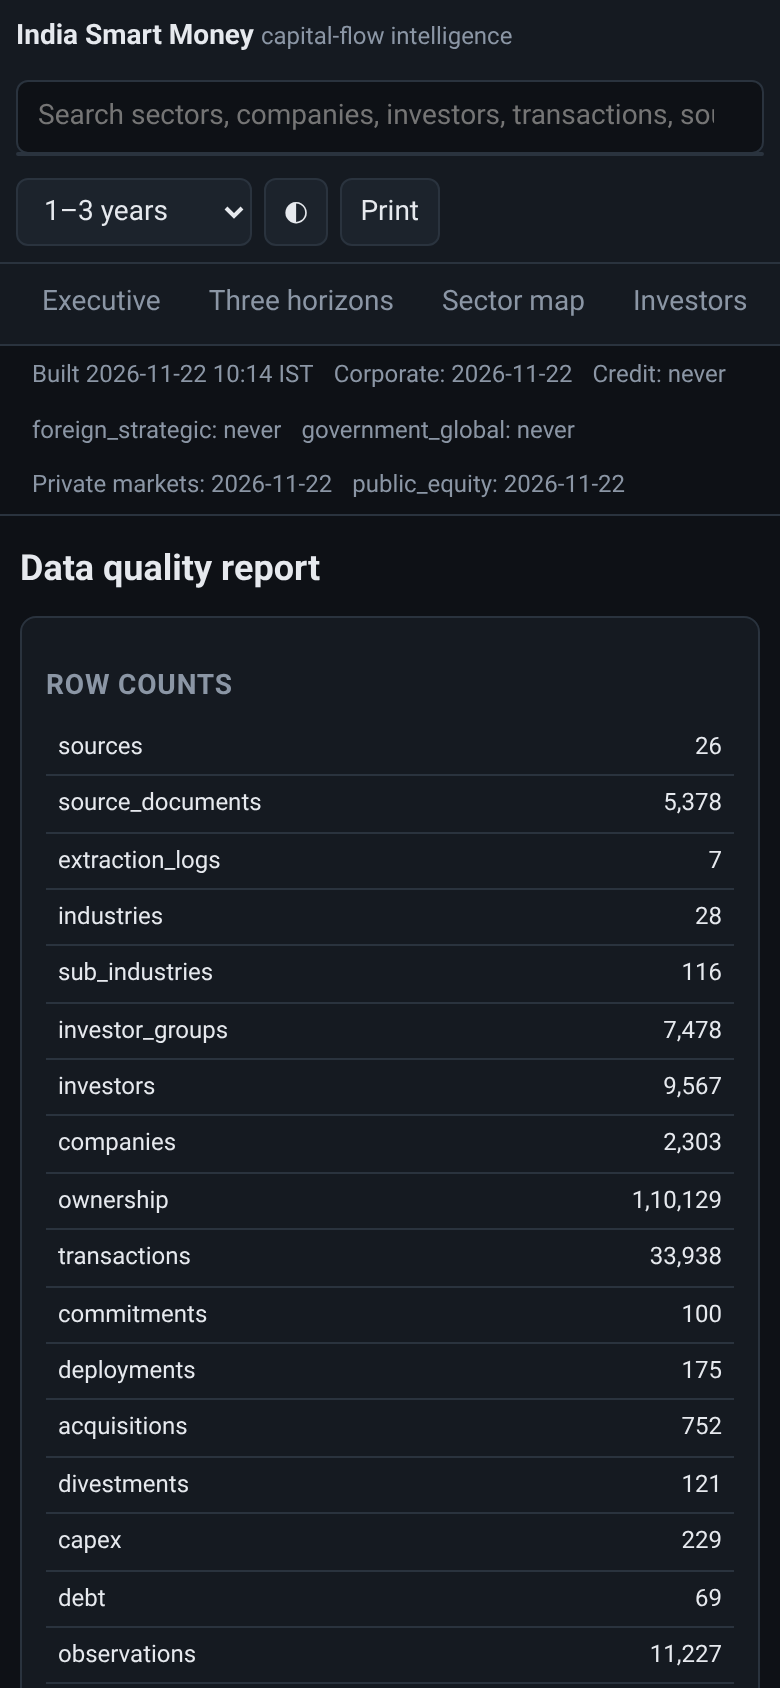 India Smart Money capital-flow intelligence
Search sectors, companies, investors, transactions, sou
1–3 years
Print
Executive Three horizons Sector map Investors
Built 2026-11-22 10:14 IST Corporate: 2026-11-22 Credit: never
foreign_strategic: never government_global: never
Private markets: 2026-11-22 public_equity: 2026-11-22
Data quality report
ROW COUNTS
sources 26
source_documents 5,378
extraction_logs 7
industries 28
sub_industries 116
investor_groups 7,478
investors 9,567
companies 2,303
ownership 1,10,129
transactions 33,938
commitments 100
deployments 175
acquisitions 752
divestments 121
capex 229
debt 69
observations 11,227